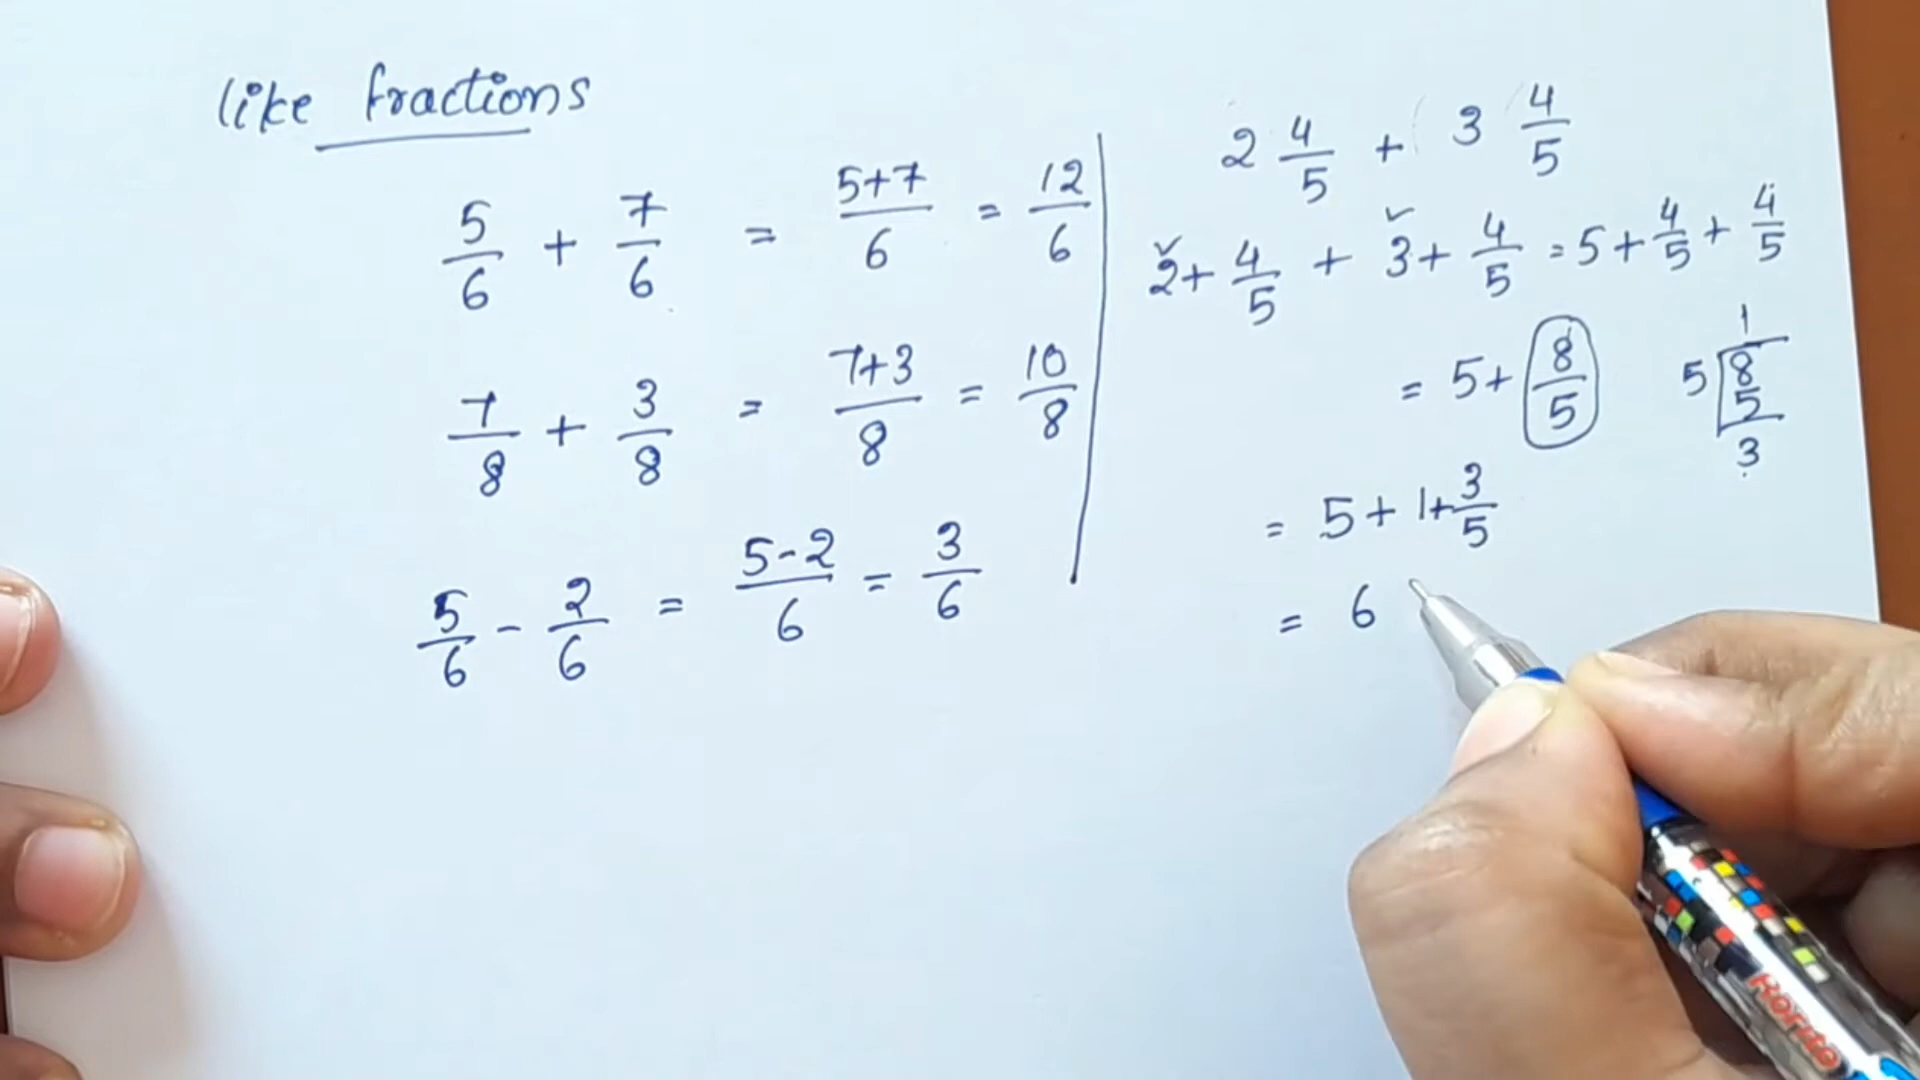 like fractions
5/6 + 7/6 = 5+7/6 = 12/6
7/8 + 3/8 = 7+3/8 = 10/8
5/6 - 2/6 = 5-2/6 = 3/6
2 4/5 + 3 4/5
2+ 4/5 + 3+ 4/5 = 5+ 4/5 + 4/5
= 5+ 8/5
1
5 8
5
3
= 5+ 1+ 3/5
= 6